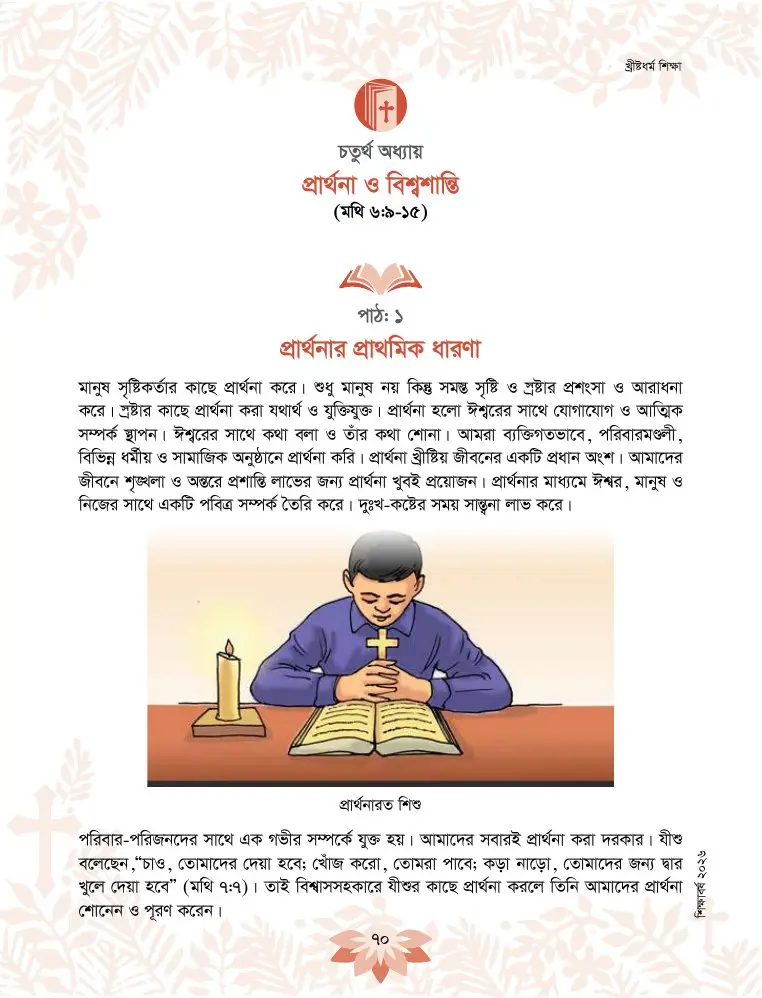 খ্রীষ্টধর্ম শিক্ষা
চতুর্থ অধ্যায়
প্রার্থনা ও বিশ্বশান্তি
(মথি ৬:৯-১৫)
পাঠ: ১
প্রার্থনার প্রাথমিক ধারণা
মানুষ সৃষ্টিকর্তার কাছে প্রার্থনা করে। শুধু মানুষ নয় কিন্তু সমস্ত সৃষ্টি ও স্রষ্টার প্রশংসা ও আরাধনা
করে। স্রষ্টার কাছে প্রার্থনা করা যথার্থ ও যুক্তিযুক্ত। প্রার্থনা হলো ঈশ্বরের সাথে যোগাযোগ ও আত্মিক
সম্পর্ক স্থাপন। ঈশ্বরের সাথে কথা বলা ও তাঁর কথা শোনা। আমরা ব্যক্তিগতভাবে, পরিবারমণ্ডলী,
বিভিন্ন ধর্মীয় ও সামাজিক অনুষ্ঠানে প্রার্থনা করি। প্রার্থনা খ্রীষ্টিয় জীবনের একটি প্রধান অংশ। আমাদের
জীবনে শৃঙ্খলা ও অন্তরে প্রশান্তি লাভের জন্য প্রার্থনা খুবই প্রয়োজন। প্রার্থনার মাধ্যমে ঈশ্বর, মানুষ ও
নিজের সাথে একটি পবিত্র সম্পর্ক তৈরি করে। দুঃখ-কষ্টের সময় সান্ত্বনা লাভ করে।
প্রার্থনারত শিশু
পরিবার-পরিজনদের সাথে এক গভীর সম্পর্কে যুক্ত হয়। আমাদের সবারই প্রার্থনা করা দরকার। যীশু
বলেছেন,“চাও, তোমাদের দেয়া হবে; খোঁজ করো, তোমরা পাবে; কড়া নাড়ো, তোমাদের জন্য দ্বার
খুলে দেয়া হবে” (মথি ৭:৭)। তাই বিশ্বাসসহকারে যীশুর কাছে প্রার্থনা করলে তিনি আমাদের প্রার্থনা
শোনেন ও পূরণ করেন।
শিক্ষাবর্ষ ২০২৬
৭০